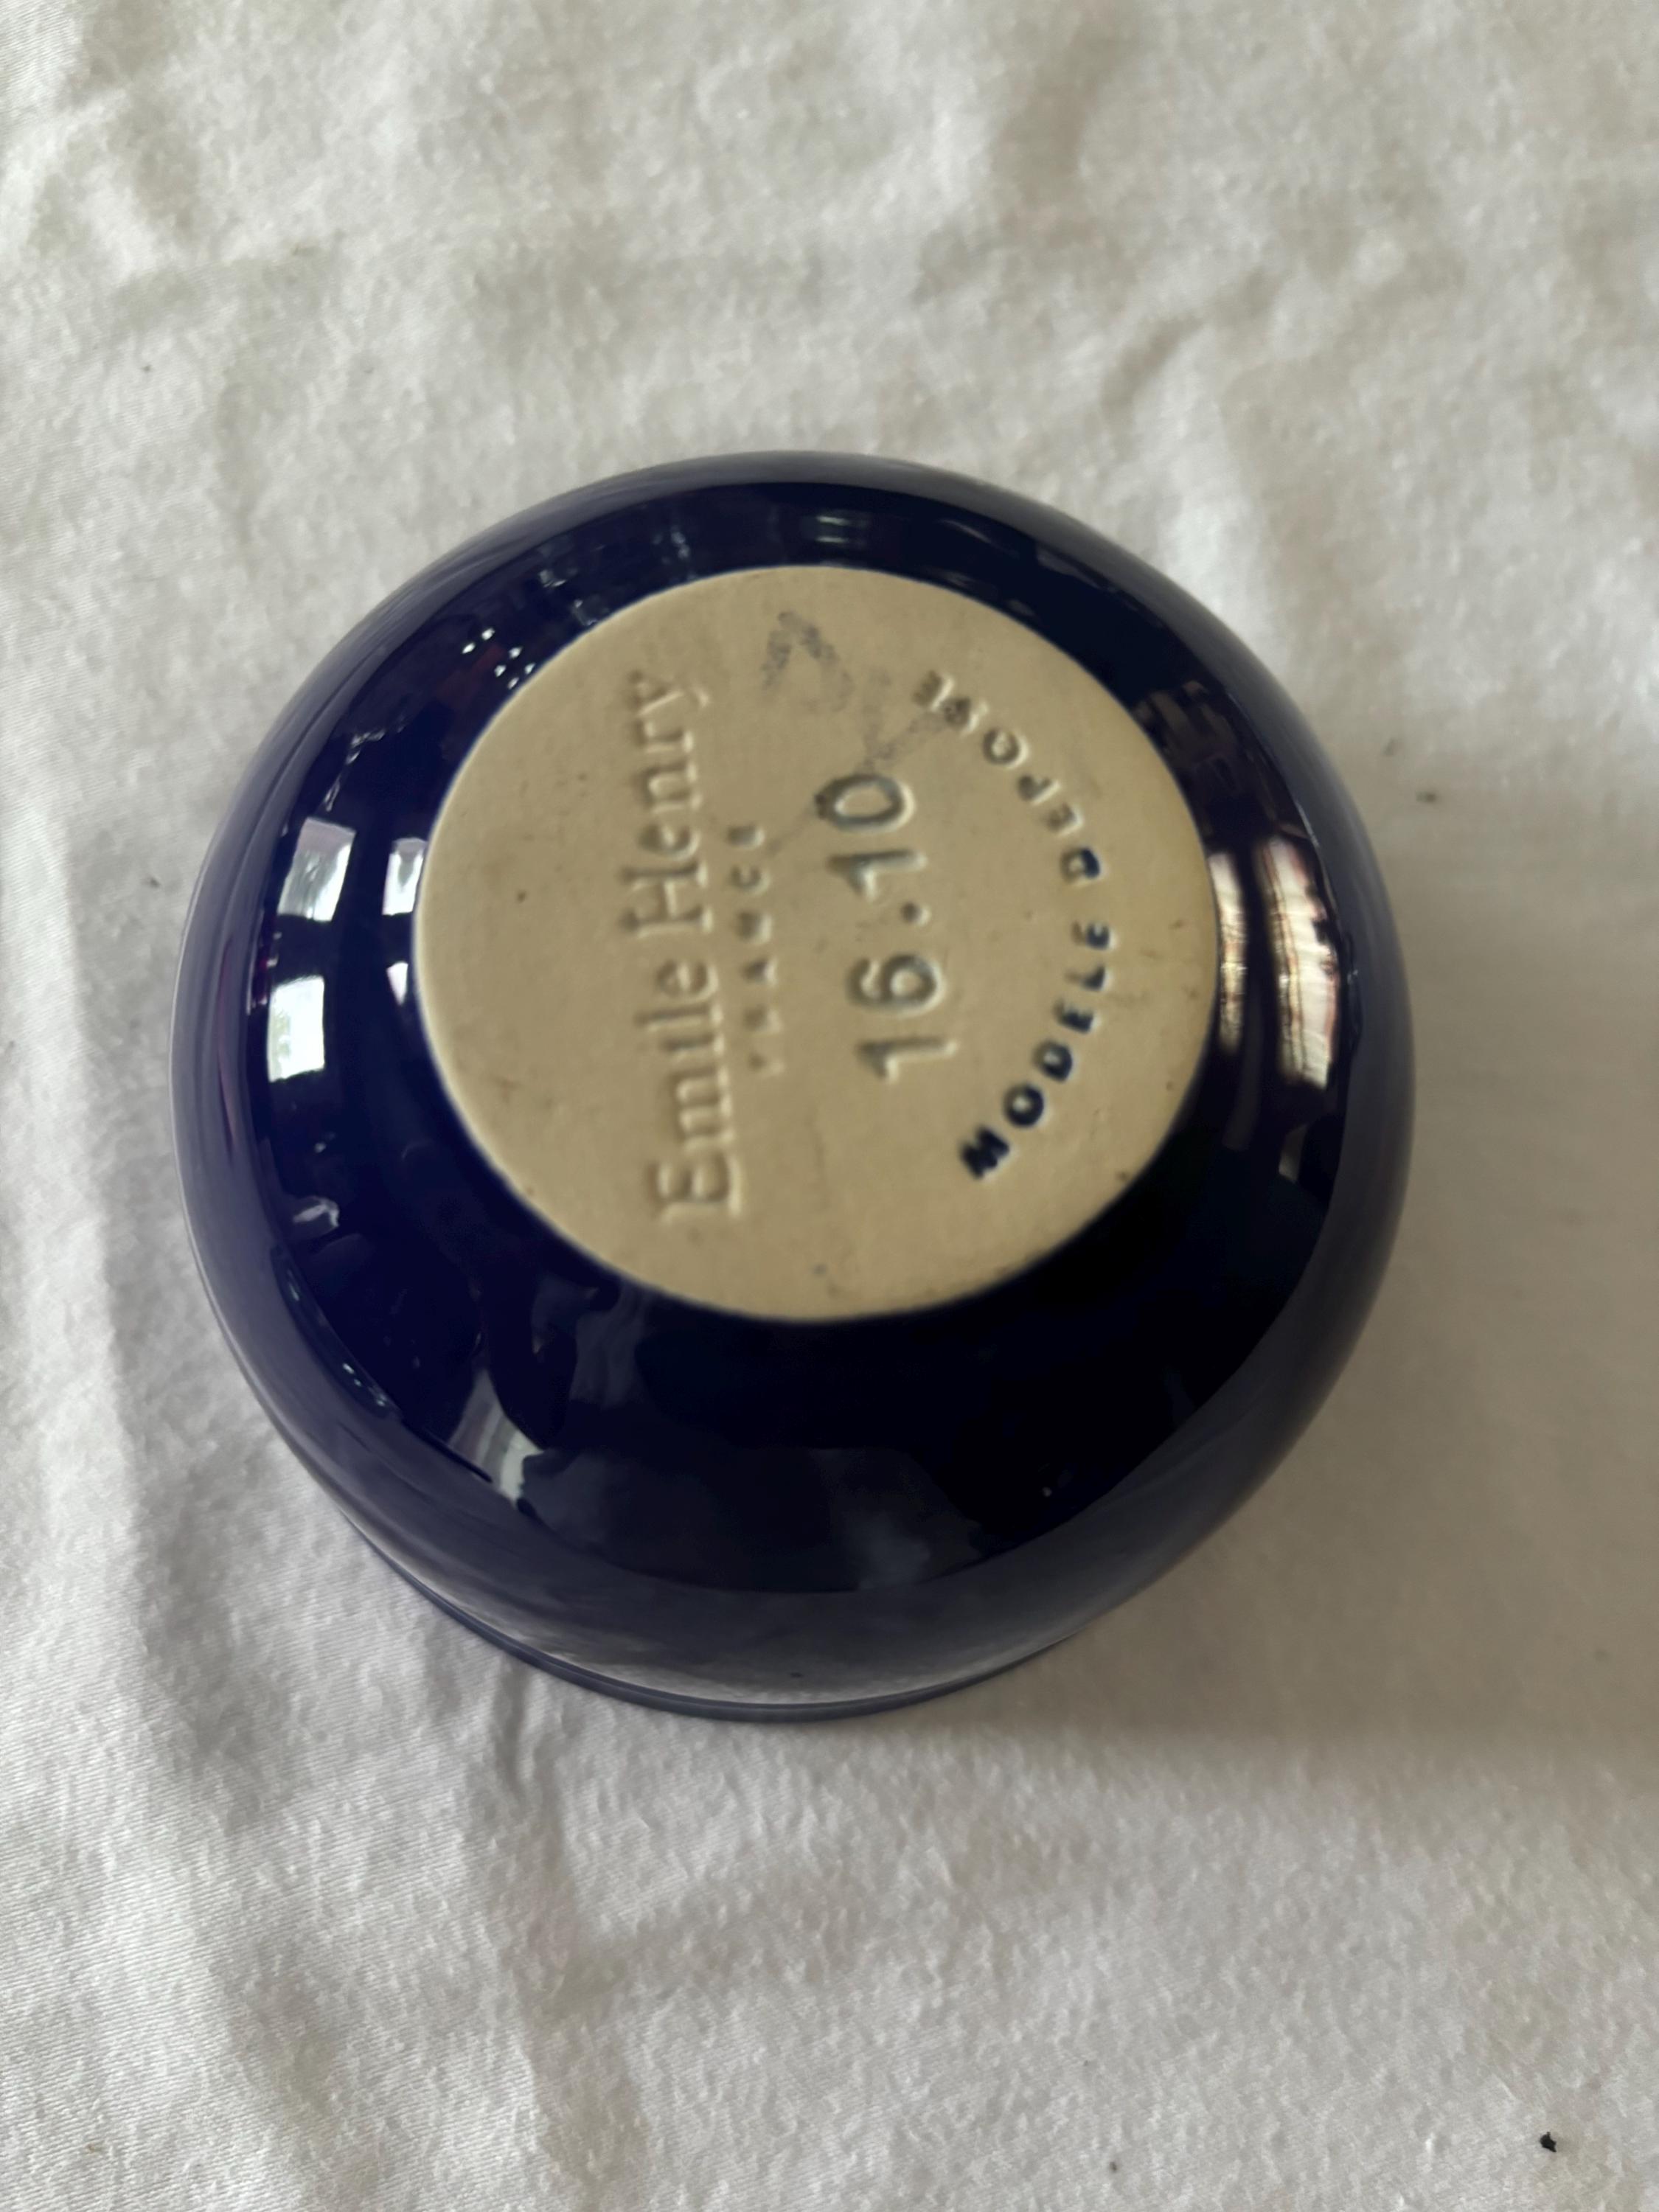 Emile Henry
FRANCE
16.10
MODELE DEPOSE